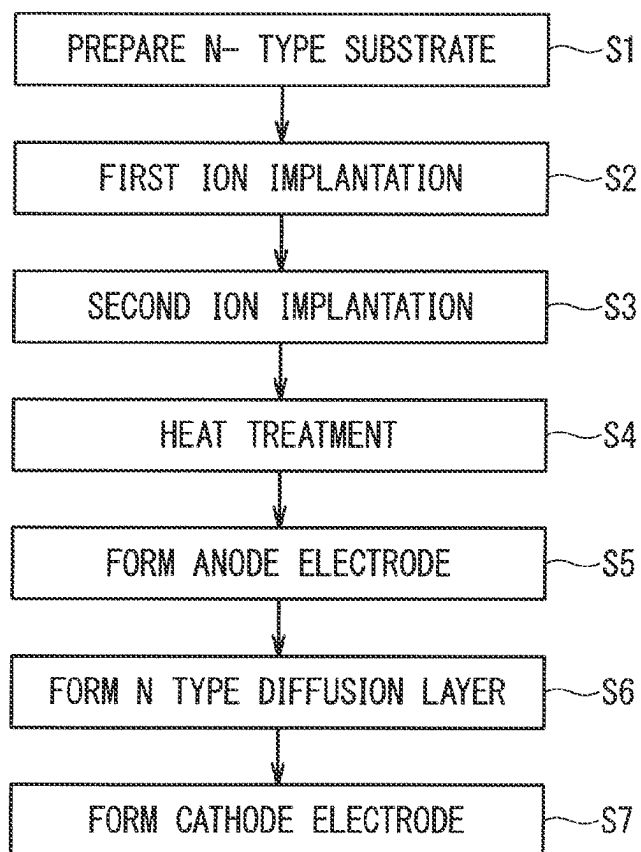 PREPARE N- TYPE SUBSTRATE S1
FIRST ION IMPLANTATION S2
SECOND ION IMPLANTATION S3
HEAT TREATMENT S4
FORM ANODE ELECTRODE S5
FORM N TYPE DIFFUSION LAYER S6
FORM CATHODE ELECTRODE S7